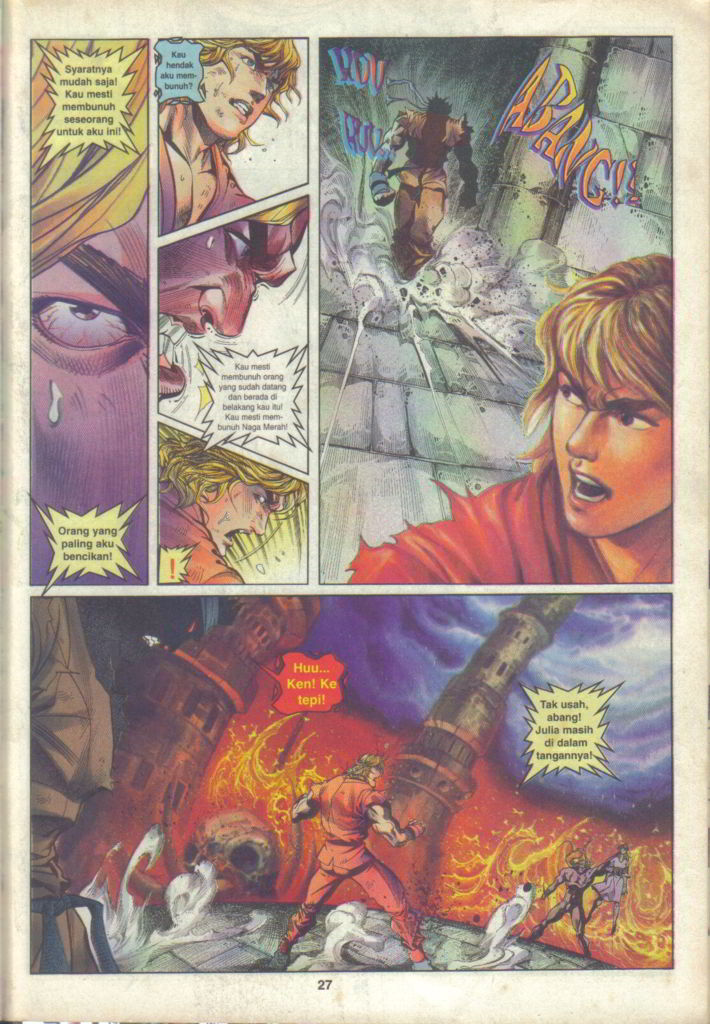 Syaratnya
mudah saja!
Kau mesti
membunuh
seseorang
untuk aku ini!
Orang yang
paling aku
bencikan!
Kau
hendak
aku mem-
bunuh?
Kau mesti
membunuh orang
yang sudah datang
dan berada di
belakang kau itu!
Kau mesti mem-
bunuh Naga Merah!
!
HUU
HUU
ABANG!!
Huu...
Ken! Ke
tepi!
Tak usah,
abang!
Julia masih
di dalam
tangannya!
27